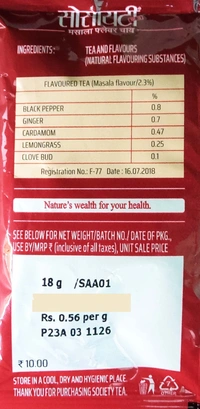 सोसायटी
मसाला फ्लेवर चाय
INGREDIENTS: TEA AND FLAVOURS
(NATURAL FLAVOURING SUBSTANCES)
FLAVOURED TEA (Masala flavour/2.3%)
%
BLACK PEPPER 0.8
GINGER 0.7
CARDAMOM 0.47
LEMONGRASS 0.25
CLOVE BUD 0.1
Registration No.: F-77 Date : 16.07.2018
Nature's wealth for your health.
SEE BELOW FOR NET WEIGHT/BATCH NO./ DATE OF PKG.,
USE BY/MRP ₹ (inclusive of all taxes), UNIT SALE PRICE
18 g /SAA01
Rs. 0.56 per g
P23A 03 1126
₹ 10.00
STORE IN A COOL, DRY AND HYGIENIC PLACE.
THANK YOU FOR PURCHASING SOCIETY TEA.